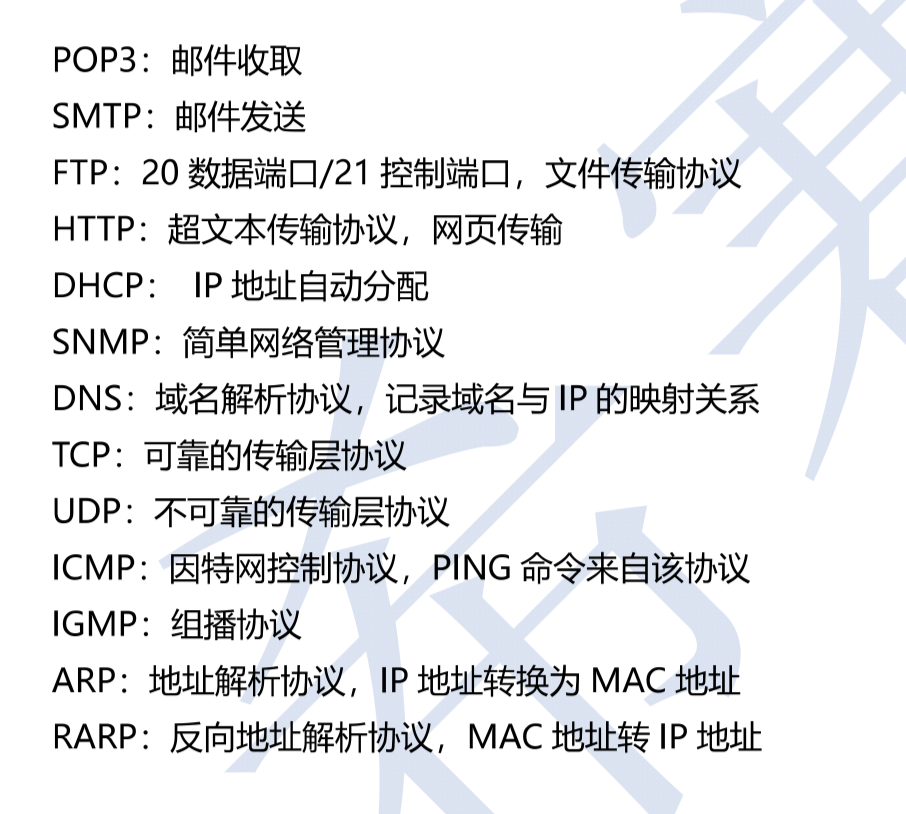 POP3：邮件收取
SMTP：邮件发送
FTP：20 数据端口/21 控制端口，文件传输协议
HTTP：超文本传输协议，网页传输
DHCP： IP 地址自动分配
SNMP：简单网络管理协议
DNS：域名解析协议，记录域名与 IP 的映射关系
TCP：可靠的传输层协议
UDP：不可靠的传输层协议
ICMP：因特网控制协议，PING 命令来自该协议
IGMP：组播协议
ARP：地址解析协议，IP 地址转换为 MAC 地址
RARP：反向地址解析协议，MAC 地址转 IP 地址